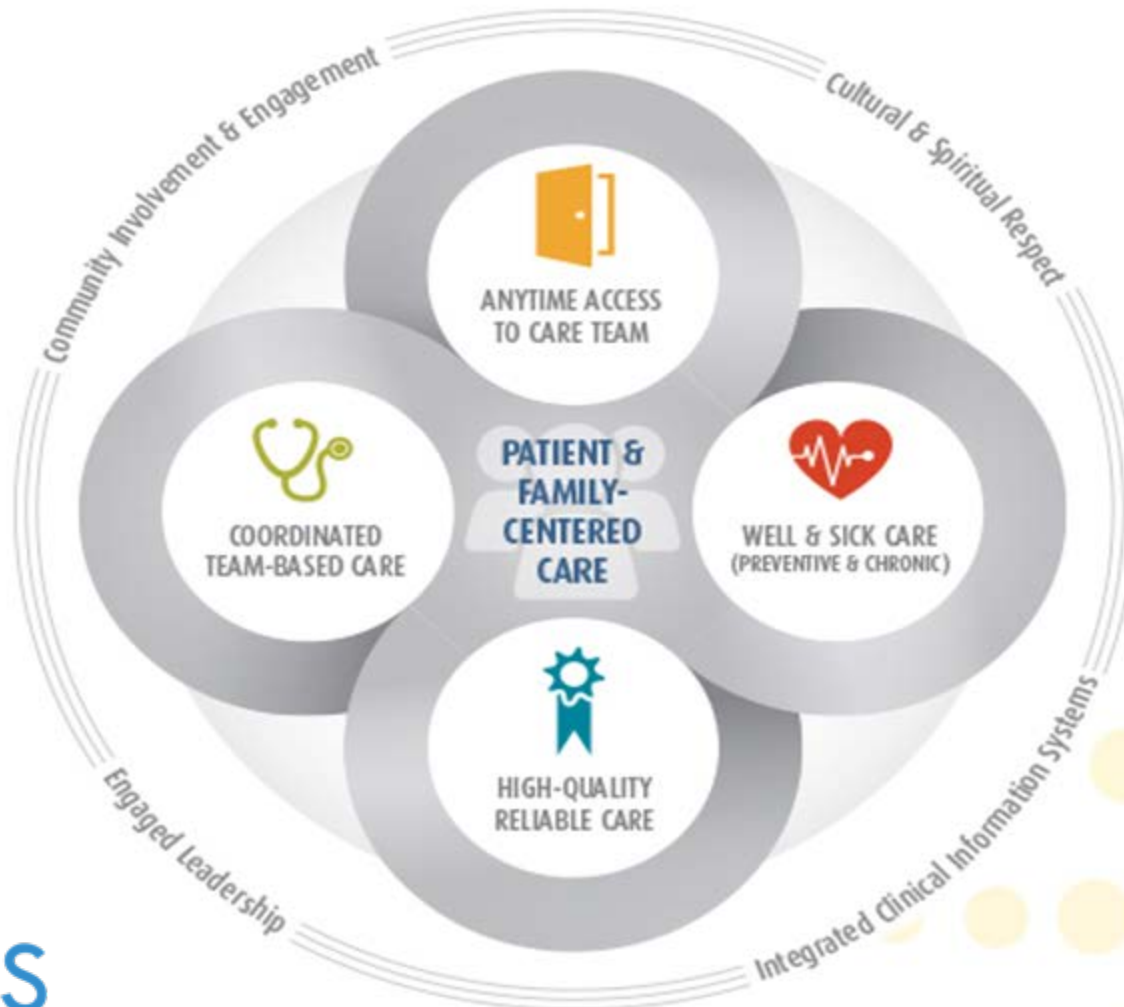 Community Involvement & Engagement
Cultural & Spiritual Respect
ANYTIME ACCESS
TO CARE TEAM
COORDINATED
TEAM-BASED CARE
PATIENT &
FAMILY-
CENTERED
CARE
WELL & SICK CARE
(PREVENTIVE & CHRONIC)
HIGH-QUALITY
RELIABLE CARE
Engaged Leadership
Integrated Clinical Information Systems
S